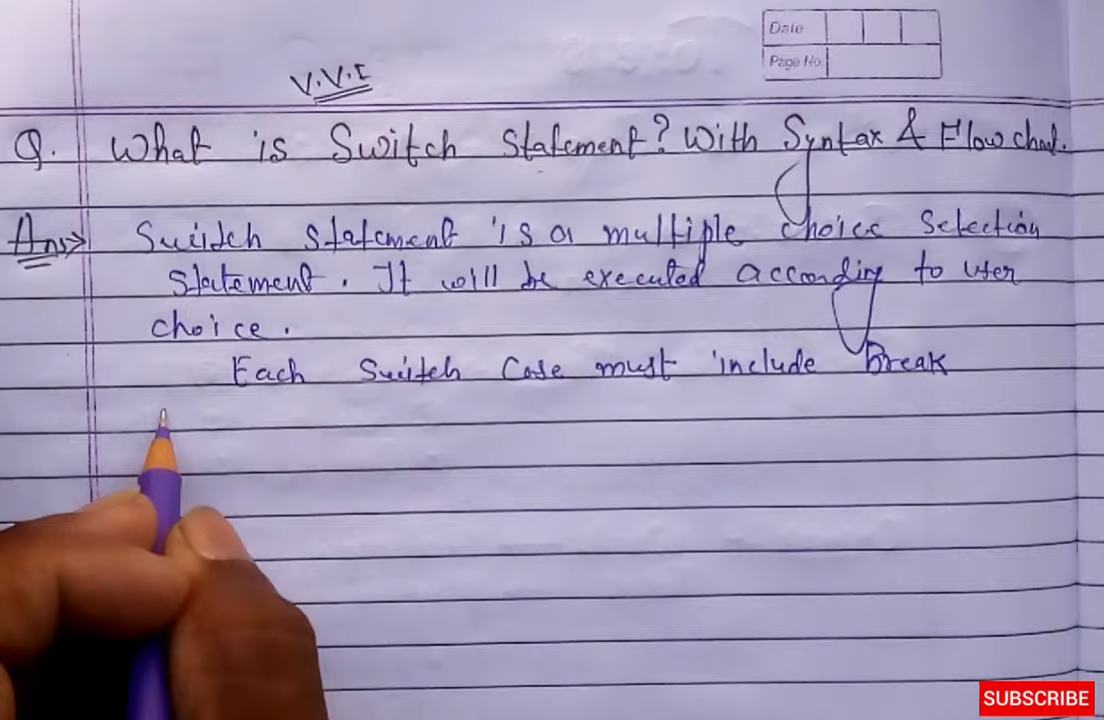 Date
Page No.
V.V.I
Q. What is Switch Statement? With Syntax & Flow chart.
Ans> Switch statement is a multiple choice Selection
statement. It will be executed according to User
choice.
Each Switch Case must include Break
SUBSCRIBE